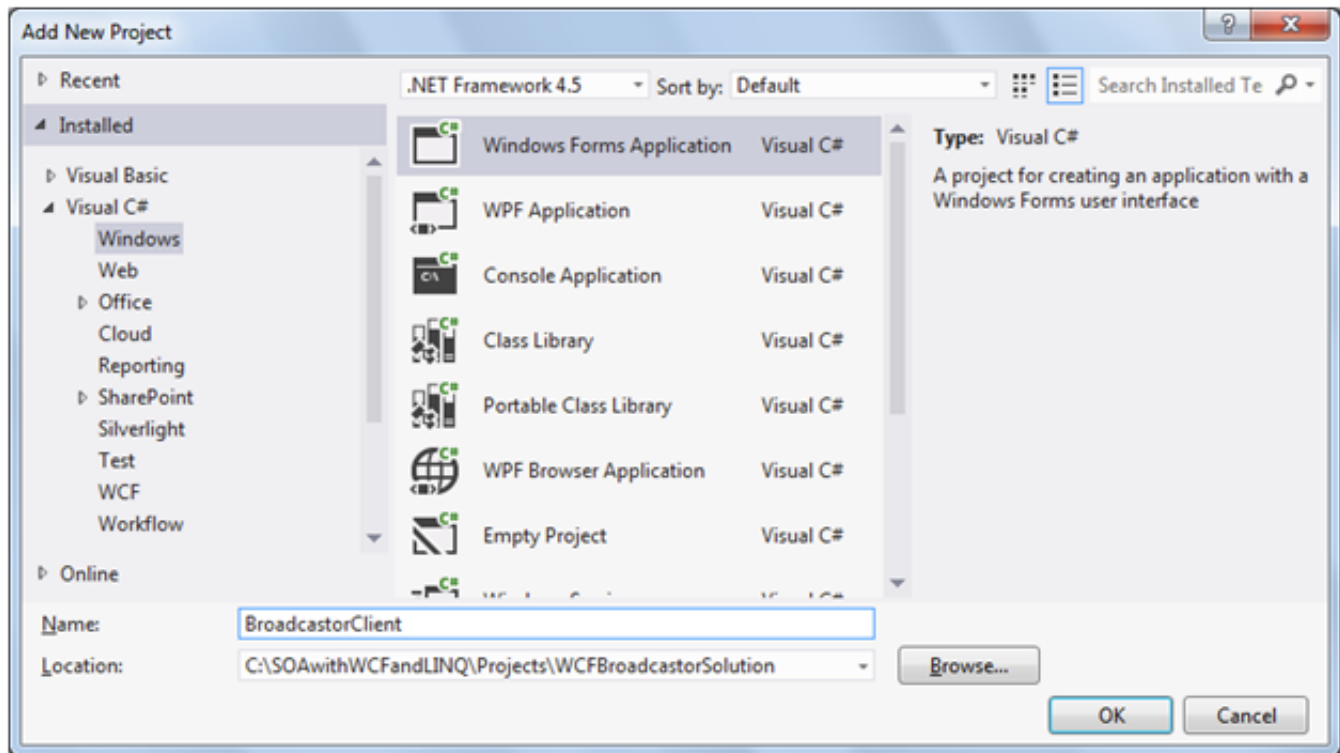 Add New Project
?
Recent
.NET Framework 4.5 Sort by: Default Search Installed Te
Installed
Visual Basic
Visual C#
Windows
Web
Office
Cloud
Reporting
SharePoint
Silverlight
Test
WCF
Workflow
Online
C# Windows Forms Application Visual C#
C# WPF Application Visual C#
C# C:\ Console Application Visual C#
C# Class Library Visual C#
C# Portable Class Library Visual C#
C# WPF Browser Application Visual C#
C# Empty Project Visual C#
C#
Type: Visual C#
A project for creating an application with a
Windows Forms user interface
Name: BroadcastorClient
Location: C:\SOAwithWCFandLINQ\Projects\WCFBroadcastorSolution Browse...
OK Cancel